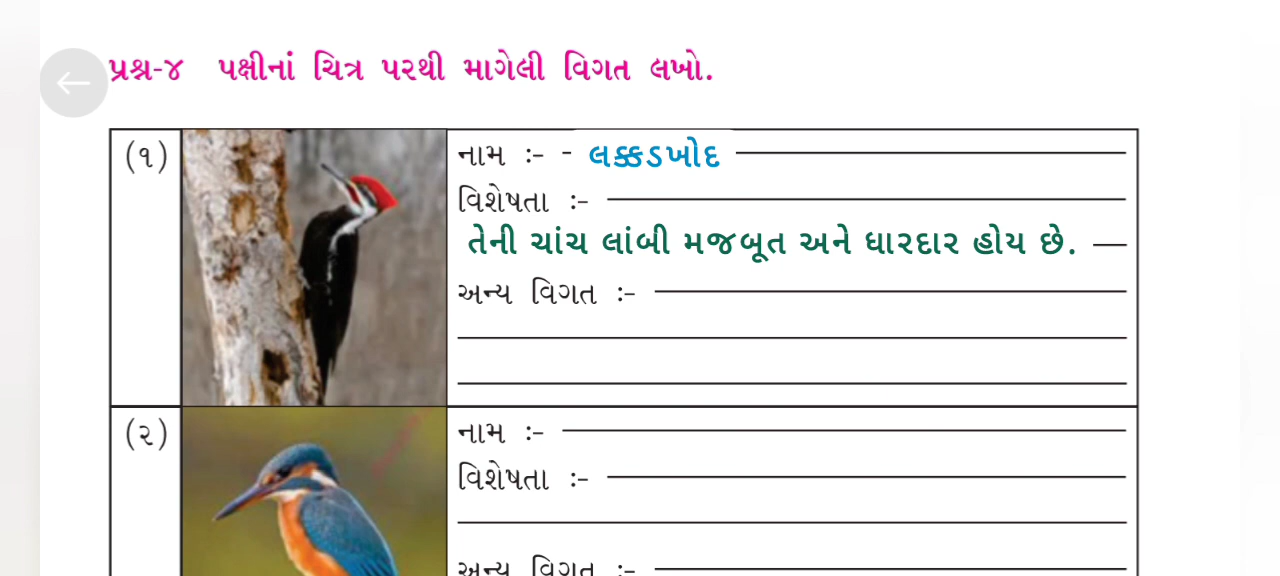 પ્રશ્ન-૪ પક્ષીનાં ચિત્ર પરથી માગેલી વિગત લખો.
(૧)
નામ :- - લક્કડખોદ
વિશેષતા :-
તેની ચાંચ લાંબી મજબૂત અને ધારદાર હોય છે.
અન્ય વિગત :-
(૨)
નામ :-
વિશેષતા :-
અન્ય વિગત :-